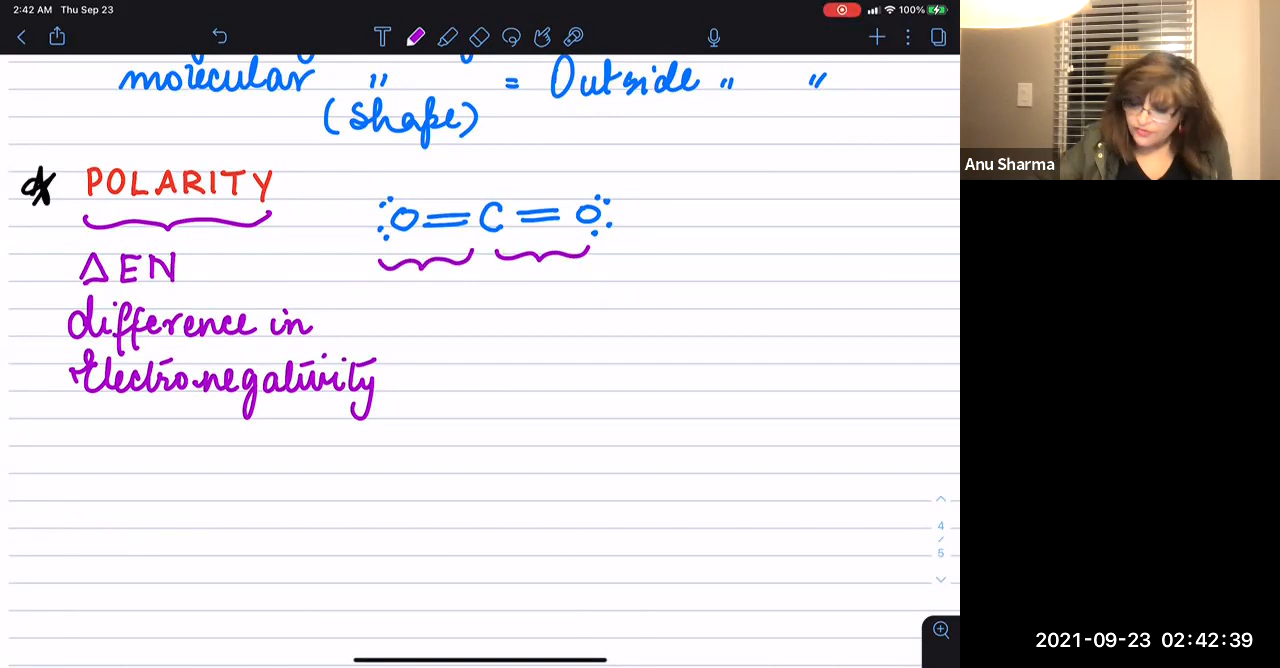 2:42 AM Thu Sep 23
100%
molecular " = Outside " "
(Shape)
POLARITY
O=C=O
Δ EN
difference in
Electronegativity
4
/
5
Anu Sharma
2021-09-23 02:42:39